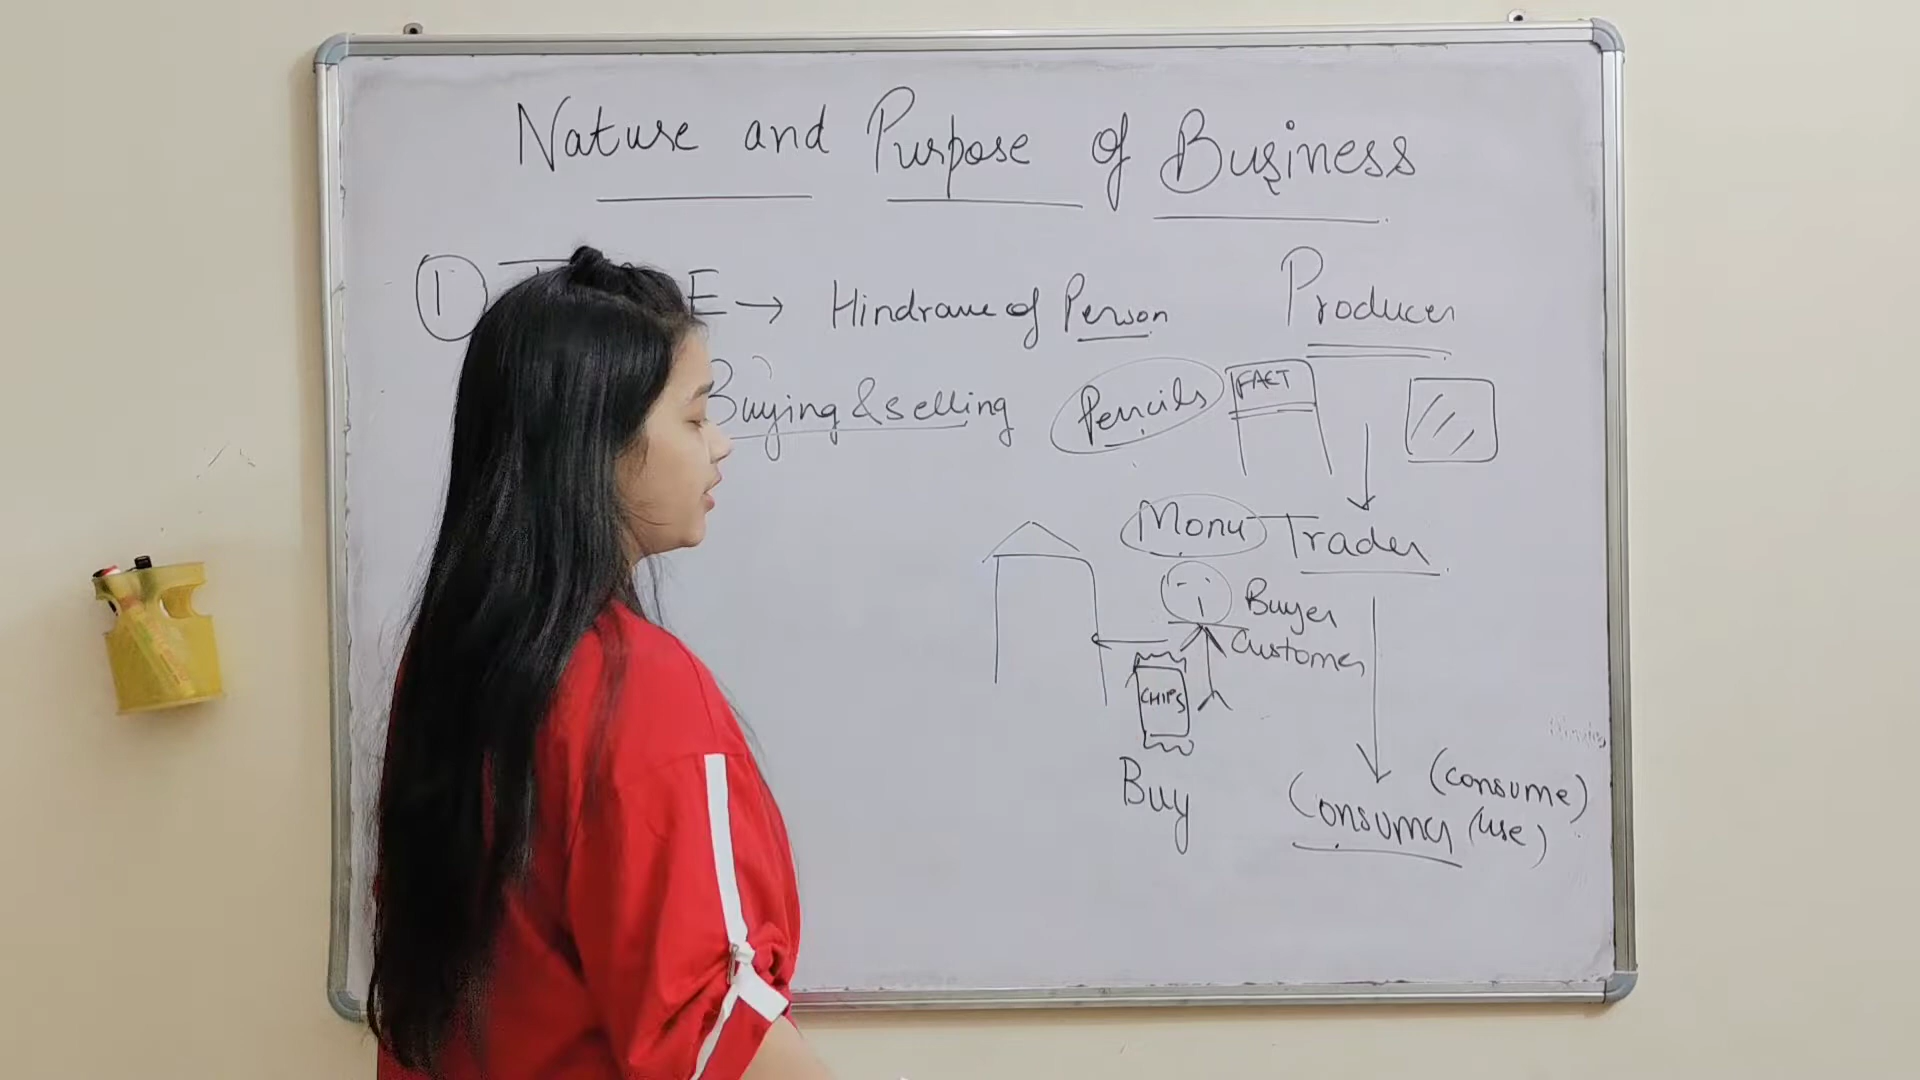 Nature and Purpose of Business
1 E → Hindrance of Person
Buying & selling
Producer
Pencils
FACT
Monu Trader
Buyer
Customer
CHIPS
Buy
(consume)
Consumer (use)